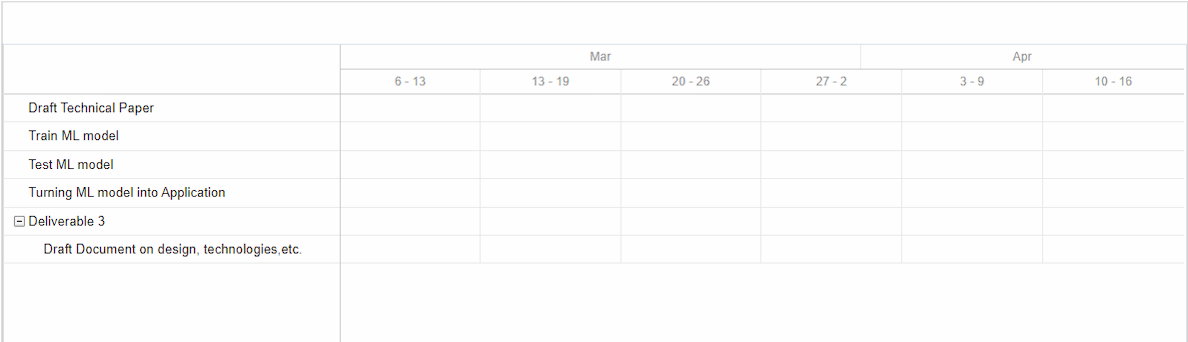 Mar Apr
6 - 13 13 - 19 20 - 26 27 - 2 3 - 9 10 - 16
Draft Technical Paper
Train ML model
Test ML model
Turning ML model into Application
Deliverable 3
Draft Document on design, technologies,etc.